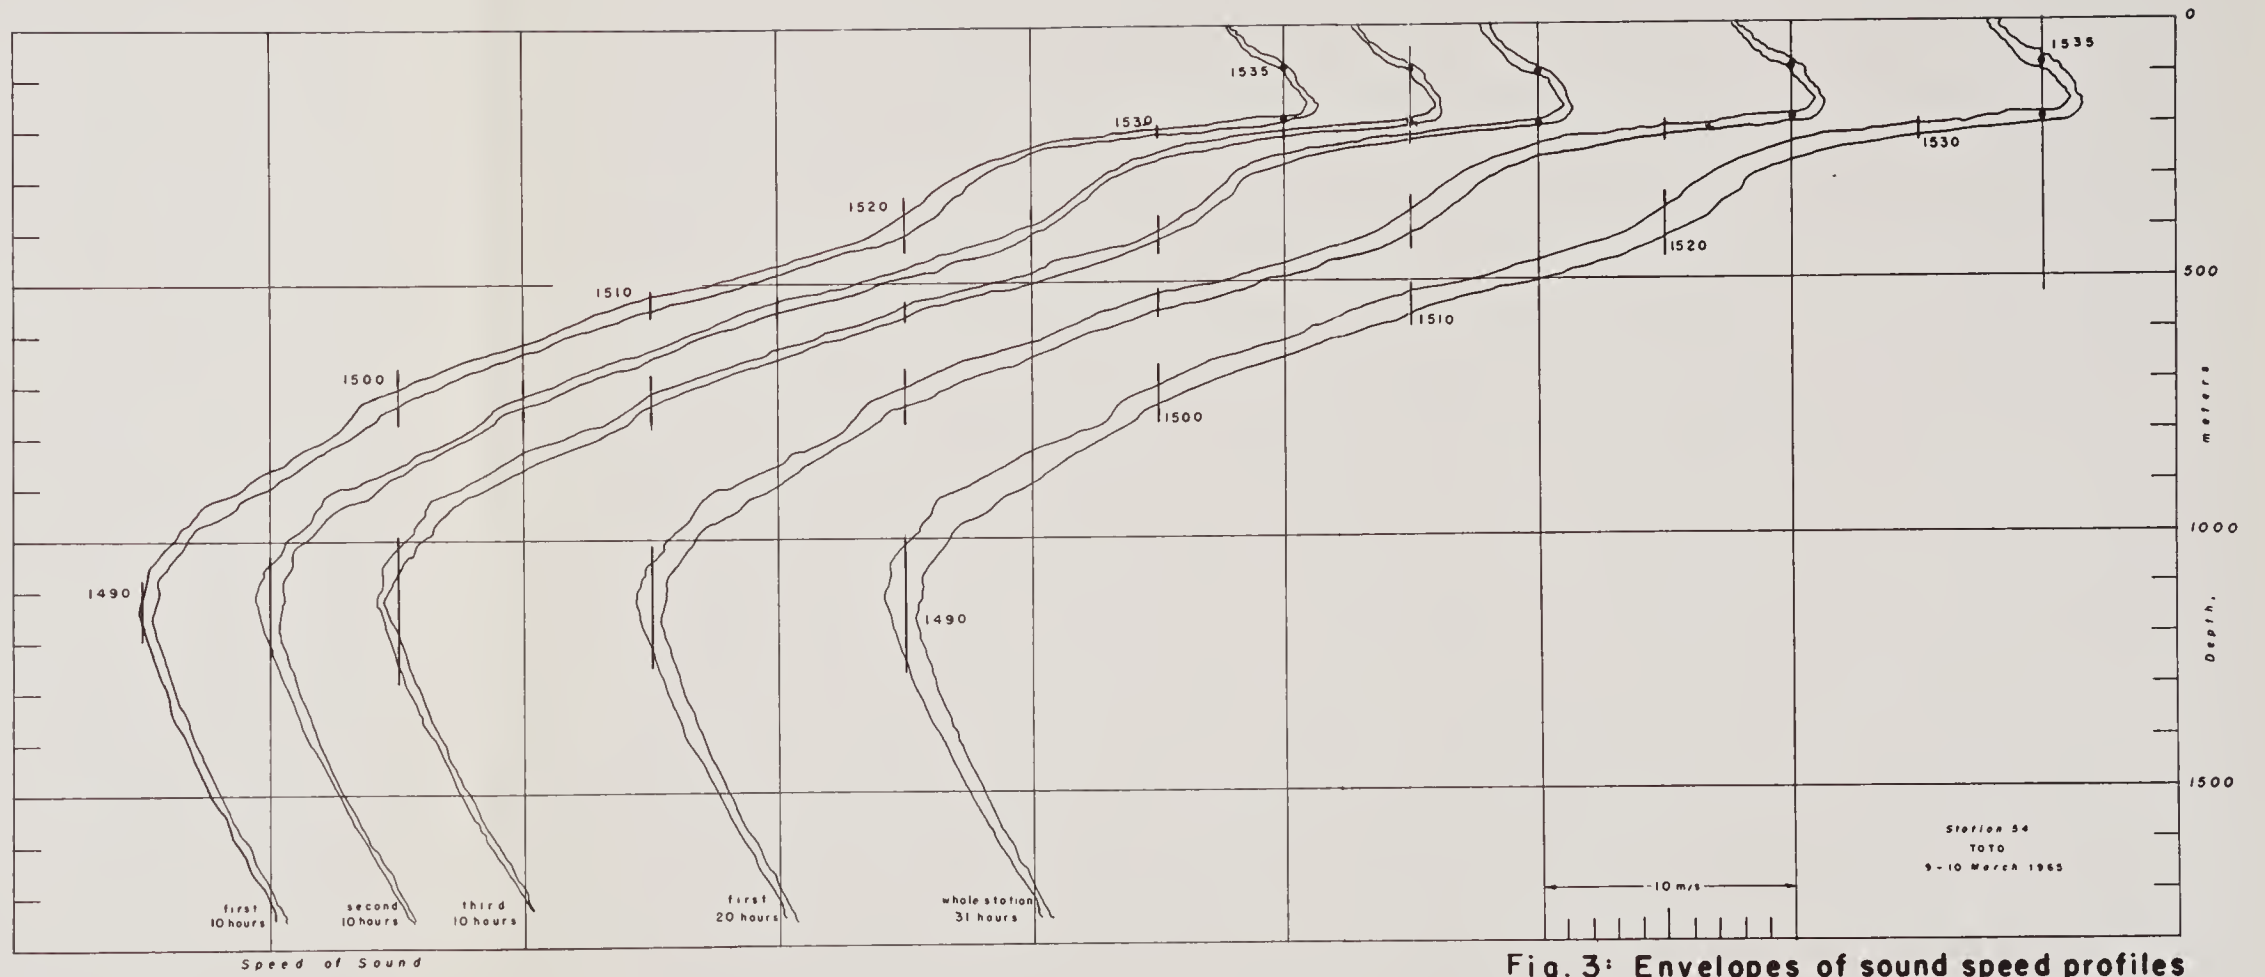 0
1535
1535
1530
1530
1520
1520
500
1510
1510
1500
1500
meters
1000
1490
1490
Depth,
1500
Station 54
TOTO
9-10 March 1965
10 m/s
first
10 hours
second
10 hours
third
10 hours
first
20 hours
whole station
31 hours
Speed of Sound
Fig. 3: Envelopes of sound speed profiles